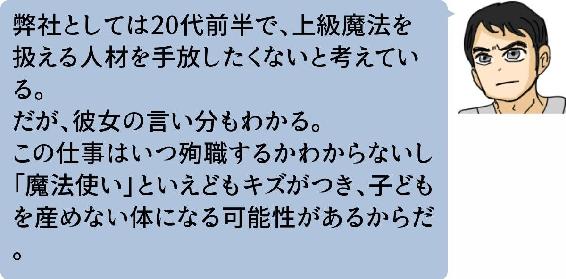 弊社としては20代前半で、上級魔法を
扱える人材を手放したくないと考えてい
る。
だが、彼女の言い分もわかる。
この仕事はいつ殉職するかわからないし
「魔法使い」といえどもキズがつき、子ども
を産めない体になる可能性があるからだ
。